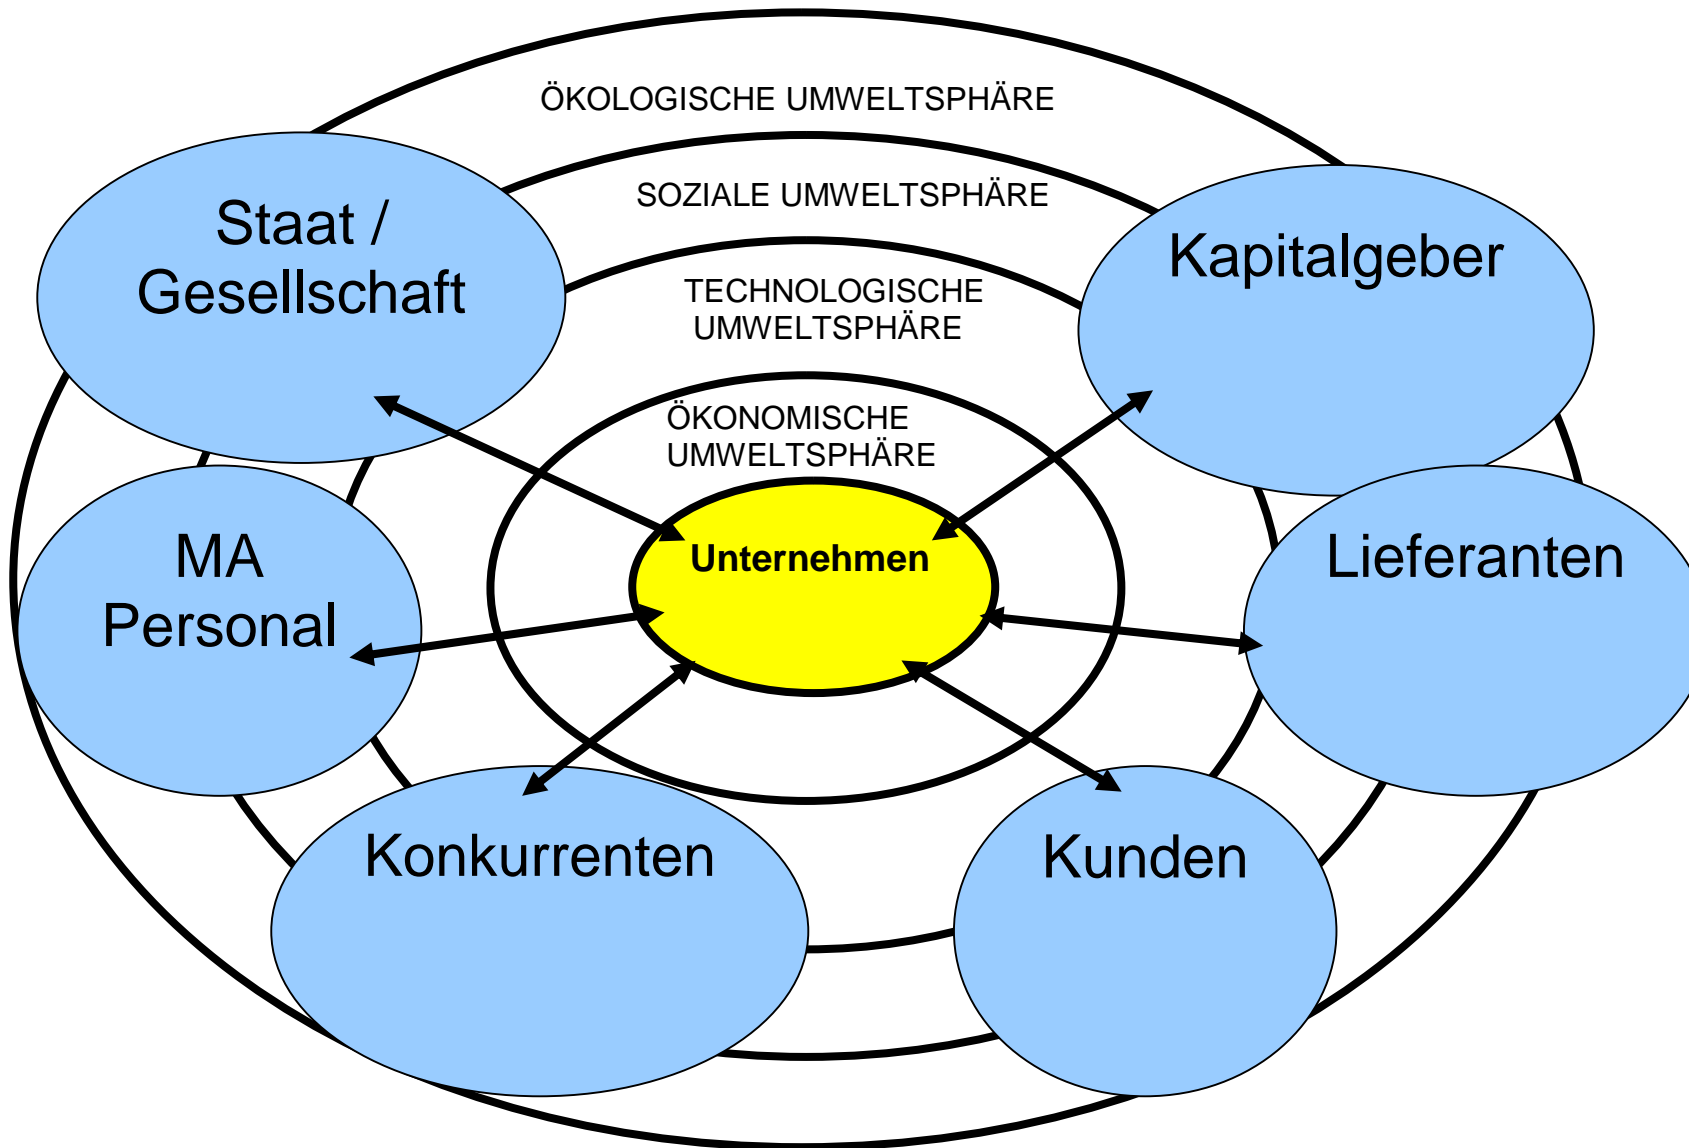 ÖKOLOGISCHE UMWELTSPHÄRE
SOZIALE UMWELTSPHÄRE
Staat /
Gesellschaft
Kapitalgeber
TECHNOLOGISCHE
UMWELTSPHÄRE
ÖKONOMISCHE
UMWELTSPHÄRE
Unternehmen
MA
Personal
Lieferanten
Konkurrenten
Kunden